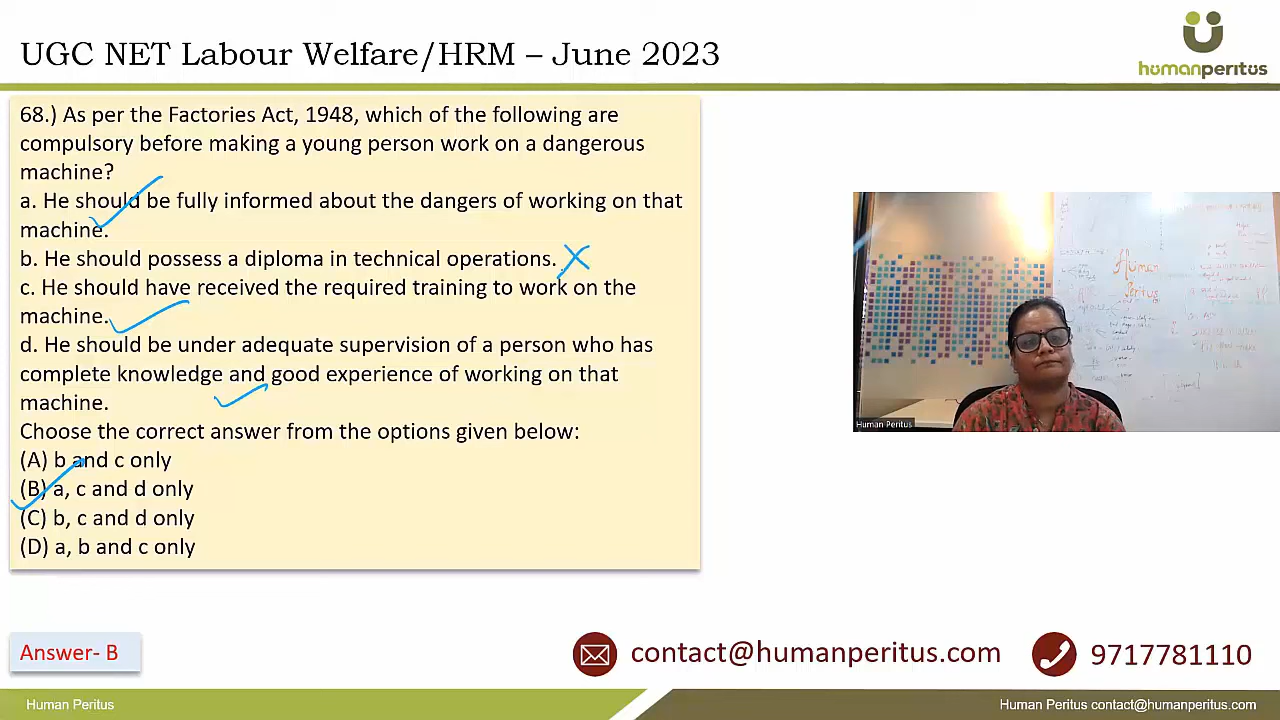 UGC NET Labour Welfare/HRM – June 2023
humanperitus
68.) As per the Factories Act, 1948, which of the following are
compulsory before making a young person work on a dangerous
machine?
a. He should be fully informed about the dangers of working on that
machine.
b. He should possess a diploma in technical operations.
c. He should have received the required training to work on the
machine.
d. He should be under adequate supervision of a person who has
complete knowledge and good experience of working on that
machine.
Choose the correct answer from the options given below:
(A) b and c only
(B) a, c and d only
(C) b, c and d only
(D) a, b and c only
Human
Peritus
Human Peritus
Answer- B
contact@humanperitus.com
9717781110
Human Peritus
Human Peritus contact@humanperitus.com